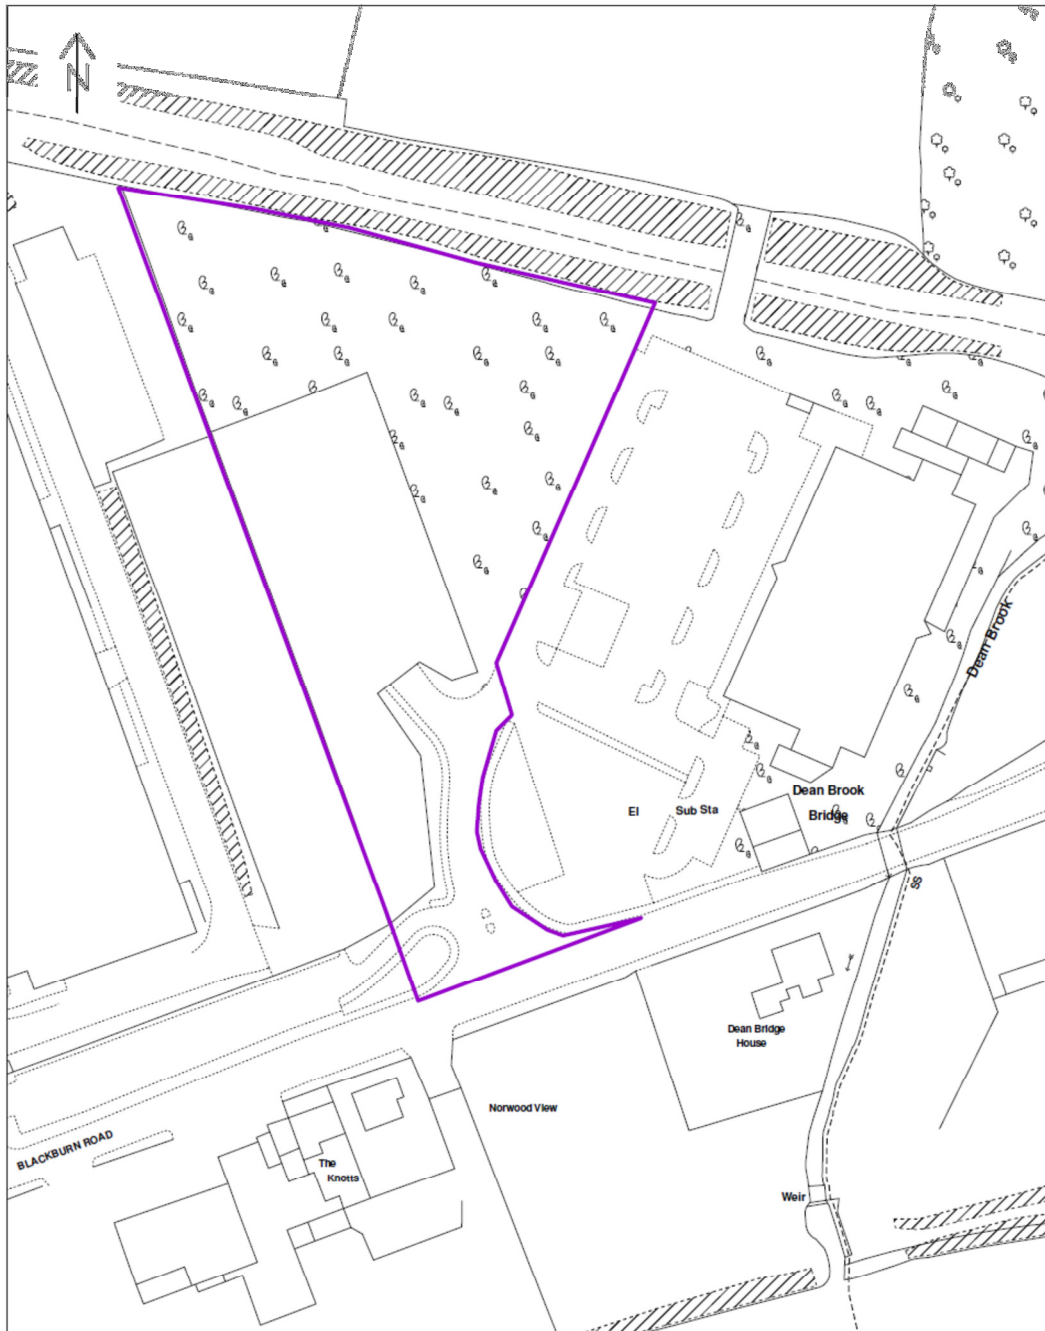 N
Dean Brook
Dean Brook
Bridge
El Sub Sta
SS
Dean Bridge
House
Norwood View
BLACKBURN ROAD
The
Knotts
Weir